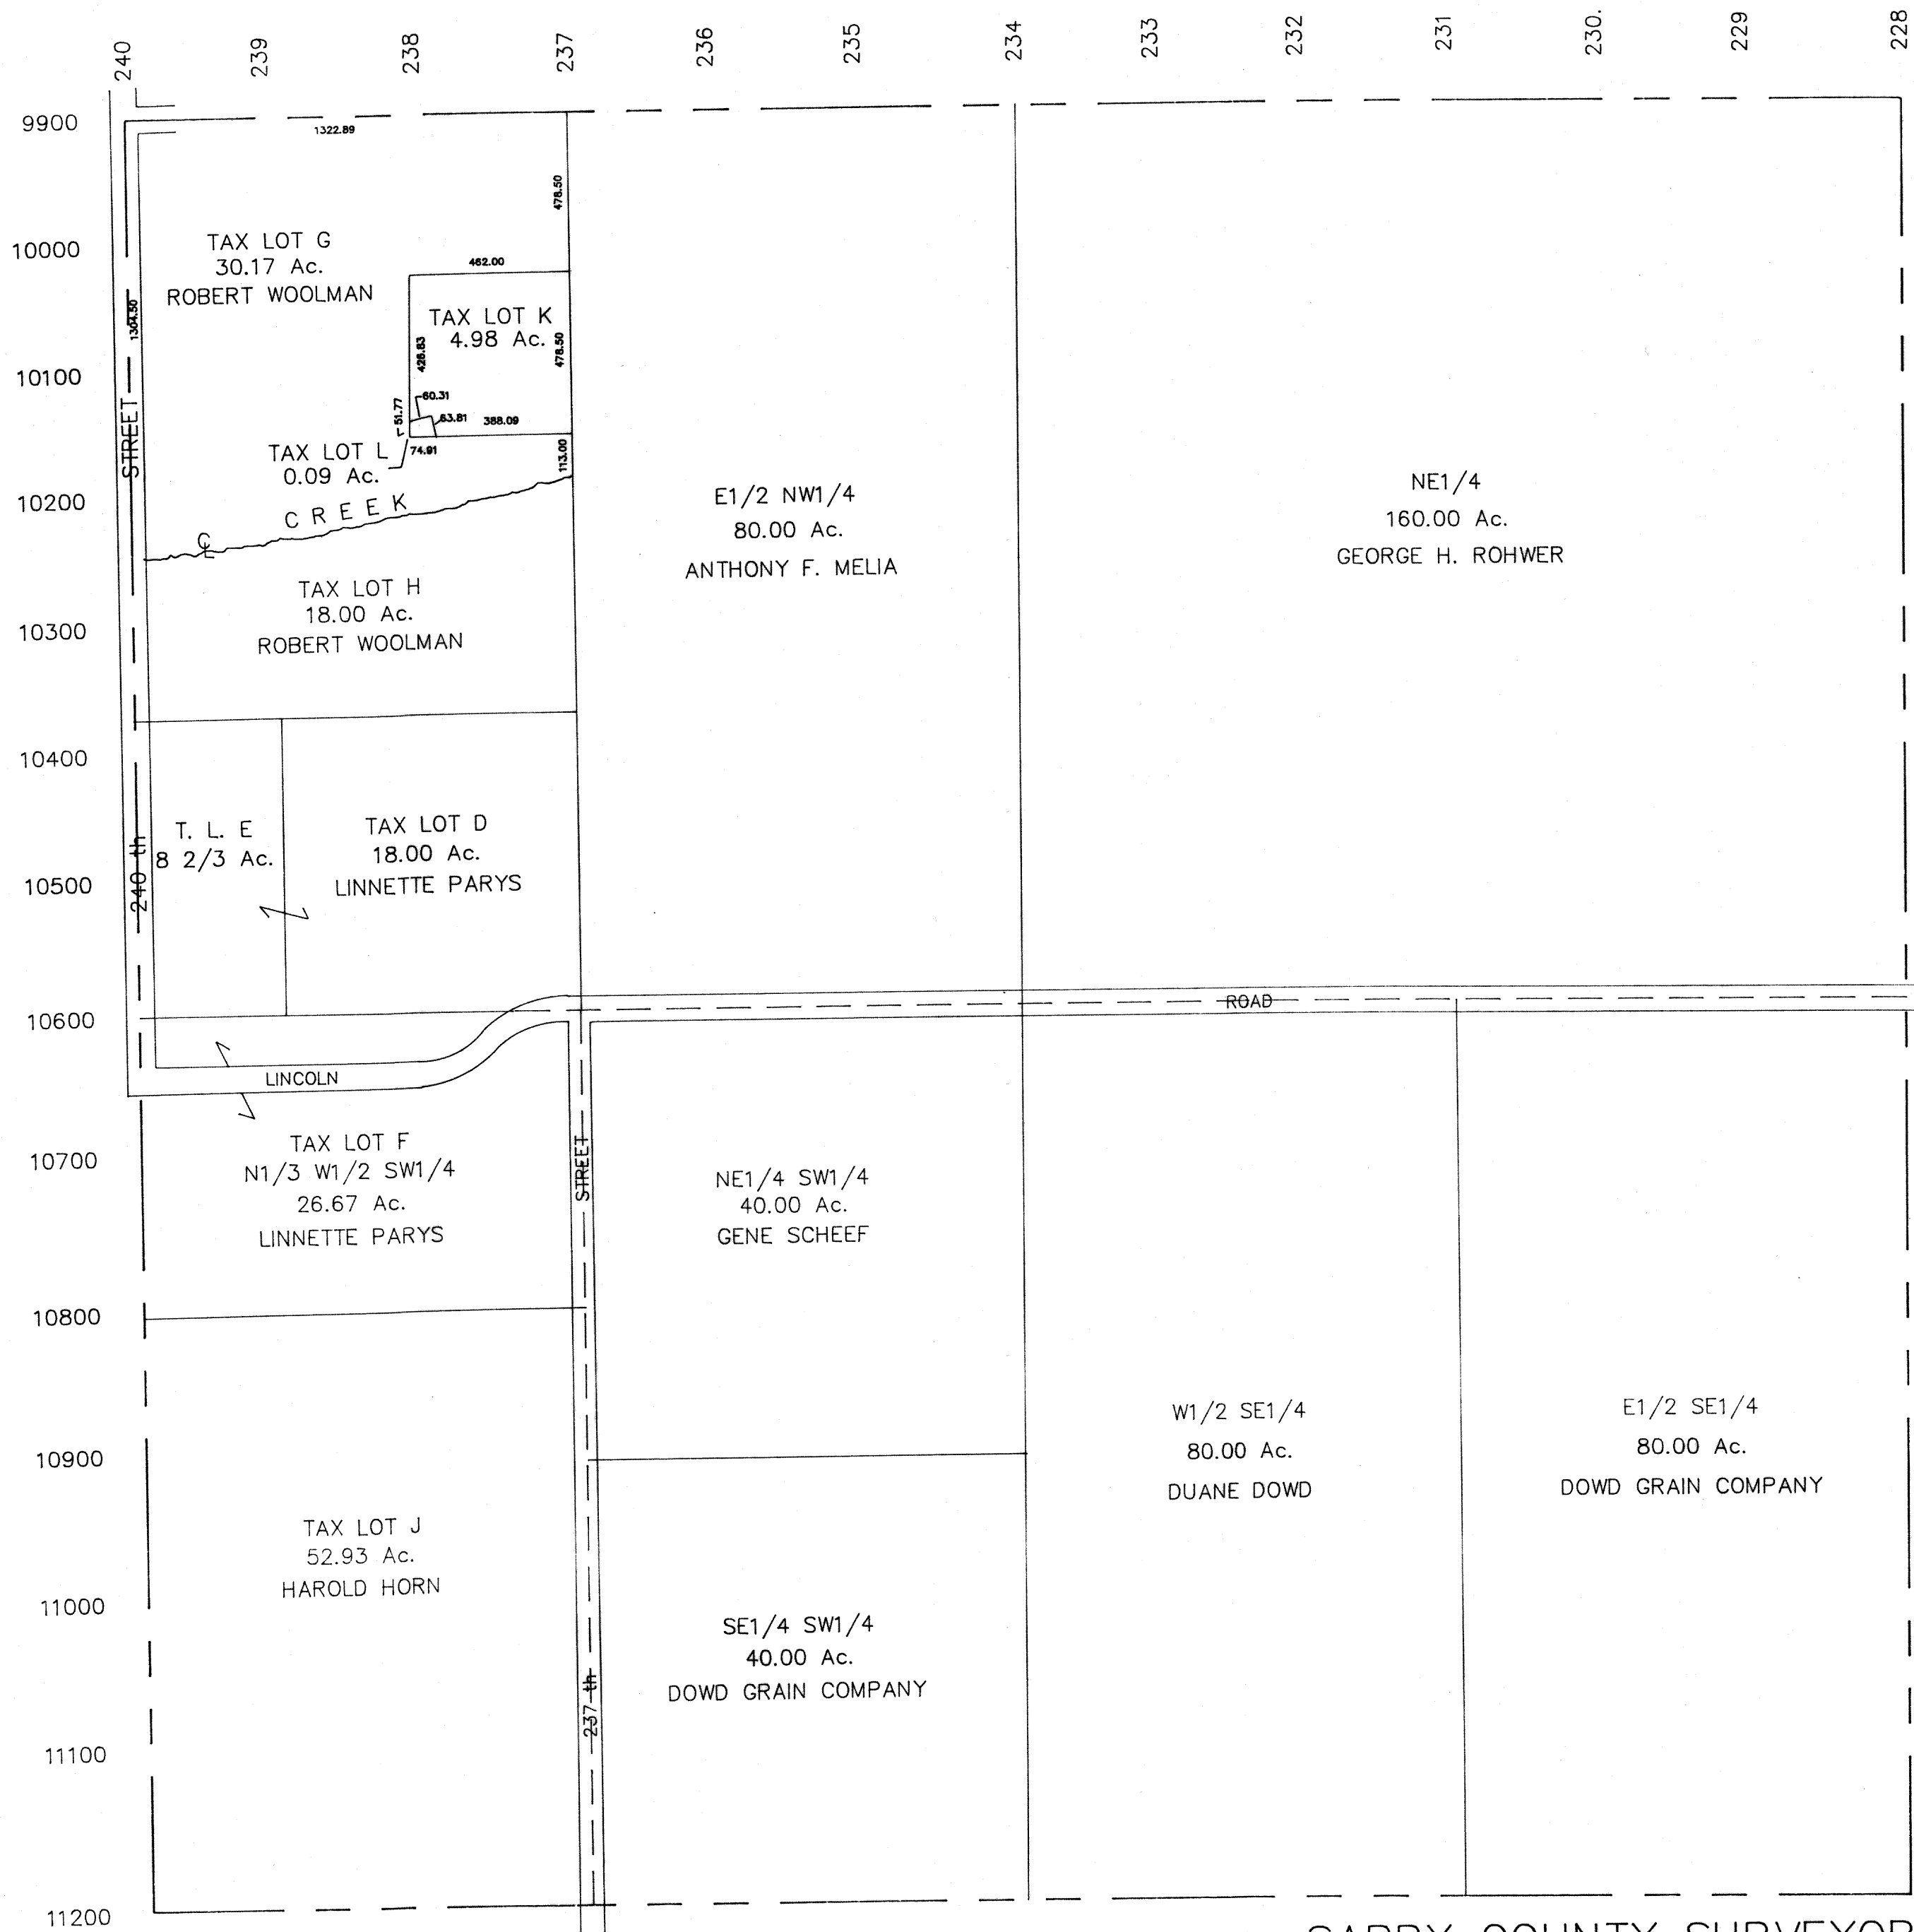 240
239
238
237
236
235
234
233
232
231
230.
229
228
9900
10000
10100
10200
10300
10400
10500
10600
10700
10800
10900
11000
11100
11200
1322.89
478.50
TAX LOT G
30.17 Ac.
ROBERT WOOLMAN
1304.50
STREET
240 th
462.00
TAX LOT K
4.98 Ac.
426.63
478.50
60.31
63.81
51.77
388.09
74.91
113.00
TAX LOT L
0.09 Ac.
CREEK
CL
TAX LOT H
18.00 Ac.
ROBERT WOOLMAN
E1/2 NW1/4
80.00 Ac.
ANTHONY F. MELIA
NE1/4
160.00 Ac.
GEORGE H. ROHWER
T. L. E
8 2/3 Ac.
TAX LOT D
18.00 Ac.
LINNETTE PARYS
LINCOLN
ROAD
TAX LOT F
N1/3 W1/2 SW1/4
26.67 Ac.
LINNETTE PARYS
STREET
237 th
NE1/4 SW1/4
40.00 Ac.
GENE SCHEEF
W1/2 SE1/4
80.00 Ac.
DUANE DOWD
E1/2 SE1/4
80.00 Ac.
DOWD GRAIN COMPANY
TAX LOT J
52.93 Ac.
HAROLD HORN
SE1/4 SW1/4
40.00 Ac.
DOWD GRAIN COMPANY
SARPY COUNTY SURVEYOR